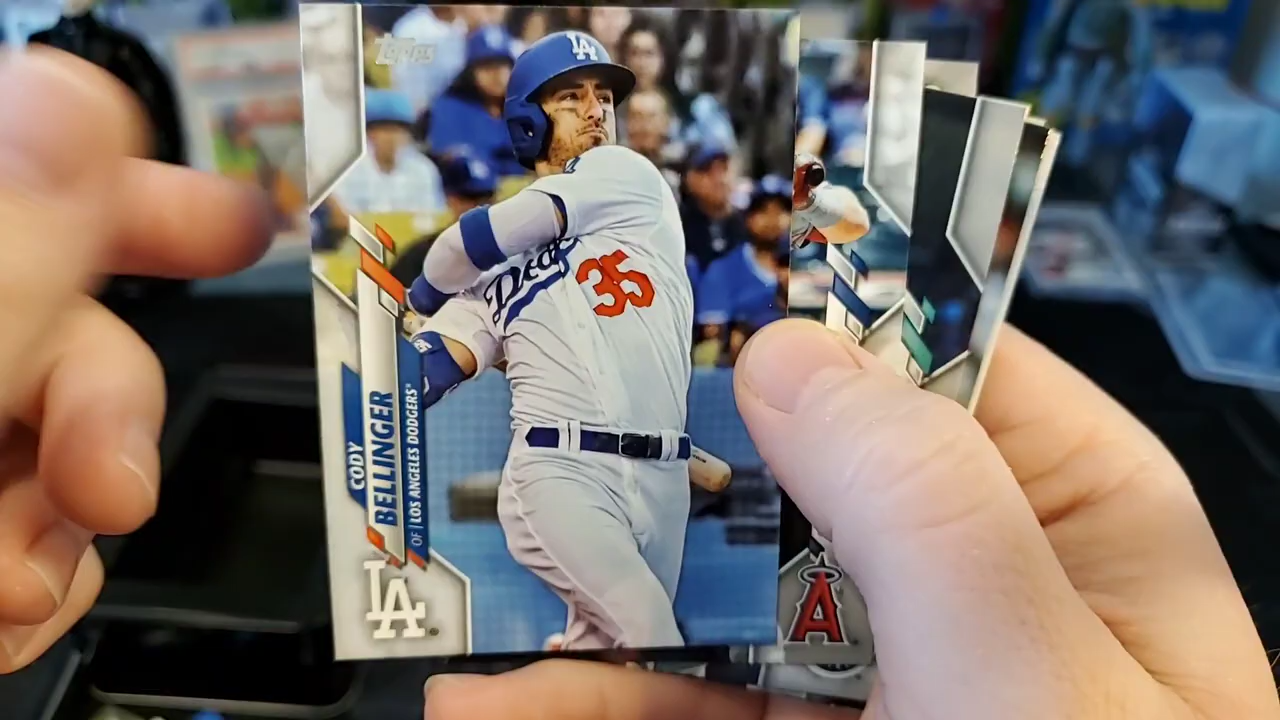 Topps
LA
Dodgers
35
CODY
BELLINGER
OF | LOS ANGELES DODGERS®
LA
A